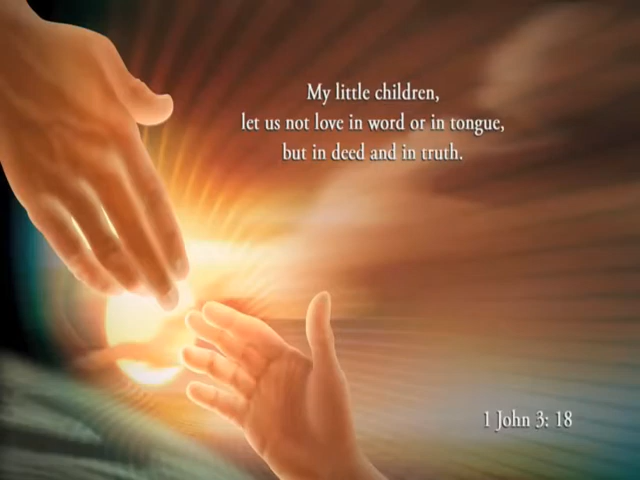 My little children,
let us not love in word or in tongue,
but in deed and in truth.
1 John 3: 18